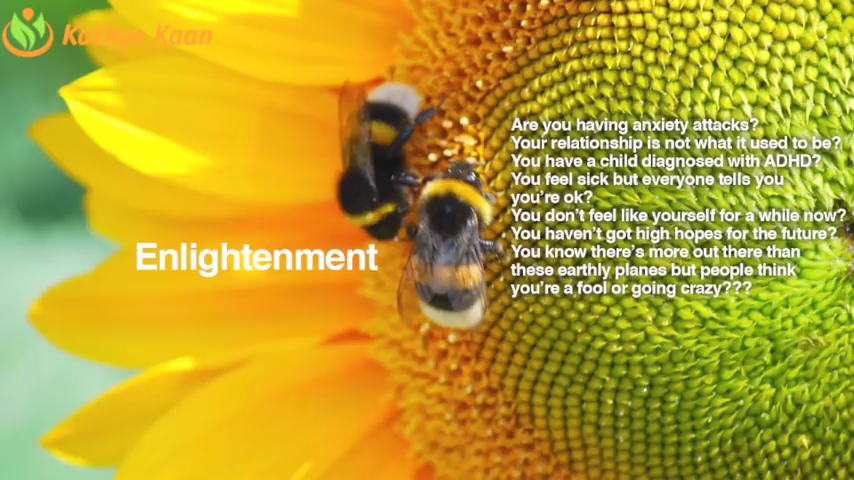 Kathye Kaan
Enlightenment
Are you having anxiety attacks?
Your relationship is not what it used to be?
You have a child diagnosed with ADHD?
You feel sick but everyone tells you
you're ok?
You don't feel like yourself for a while now?
You haven't got high hopes for the future?
You know there's more out there than
these earthly planes but people think
you're a fool or going crazy???